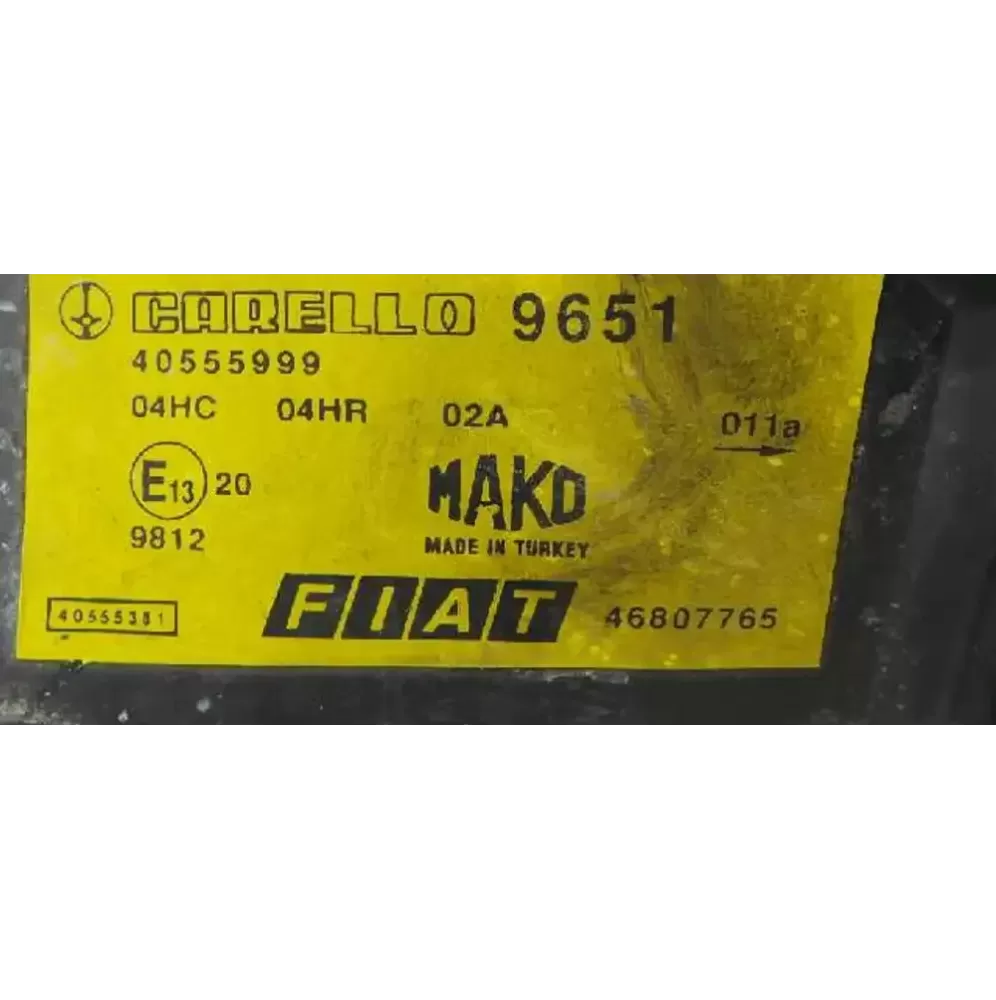 CARELLO 9651
40555999
04HC 04HR 02A 011a
E13 20
9812
MAKO
MADE IN TURKEY
40555381 FIAT 46807765